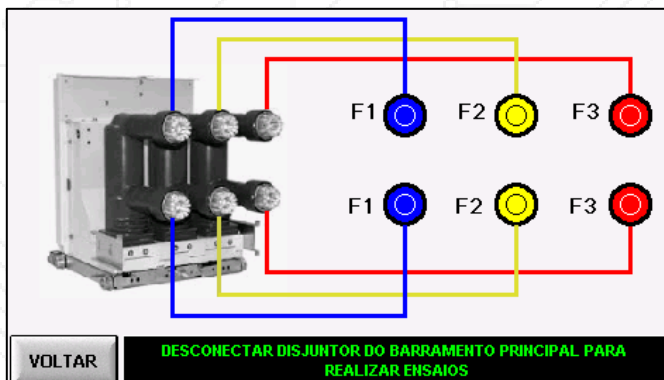 F1 F2 F3
F1 F2 F3
VOLTAR
DESCONECTAR DISJUNTOR DO BARRAMENTO PRINCIPAL PARA
REALIZAR ENSAIOS